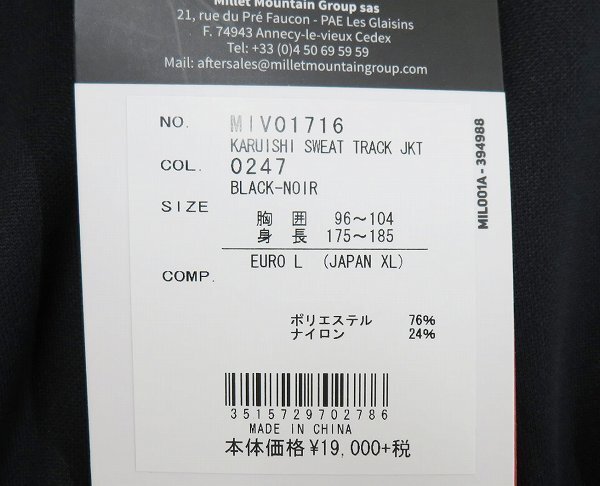 Millet Mountain Group sas
21, rue du Pré Faucon - PAE Les Glaisins
F. 74943 Annecy-le-vieux Cedex
Tel: +33 (0)4 50 69 59 59
Mail: aftersales@milletmountaingroup.com
NO. MIV01716
KARUISHI SWEAT TRACK JKT
COL. 0247
BLACK-NOIR
SIZE
胸 囲 96~104
身 長 175~185
EURO L (JAPAN XL)
COMP.
ポリエステル 76%
ナイロン 24%
3515729702786
MADE IN CHINA
本体価格¥19,000+税
MIL001A - 394988